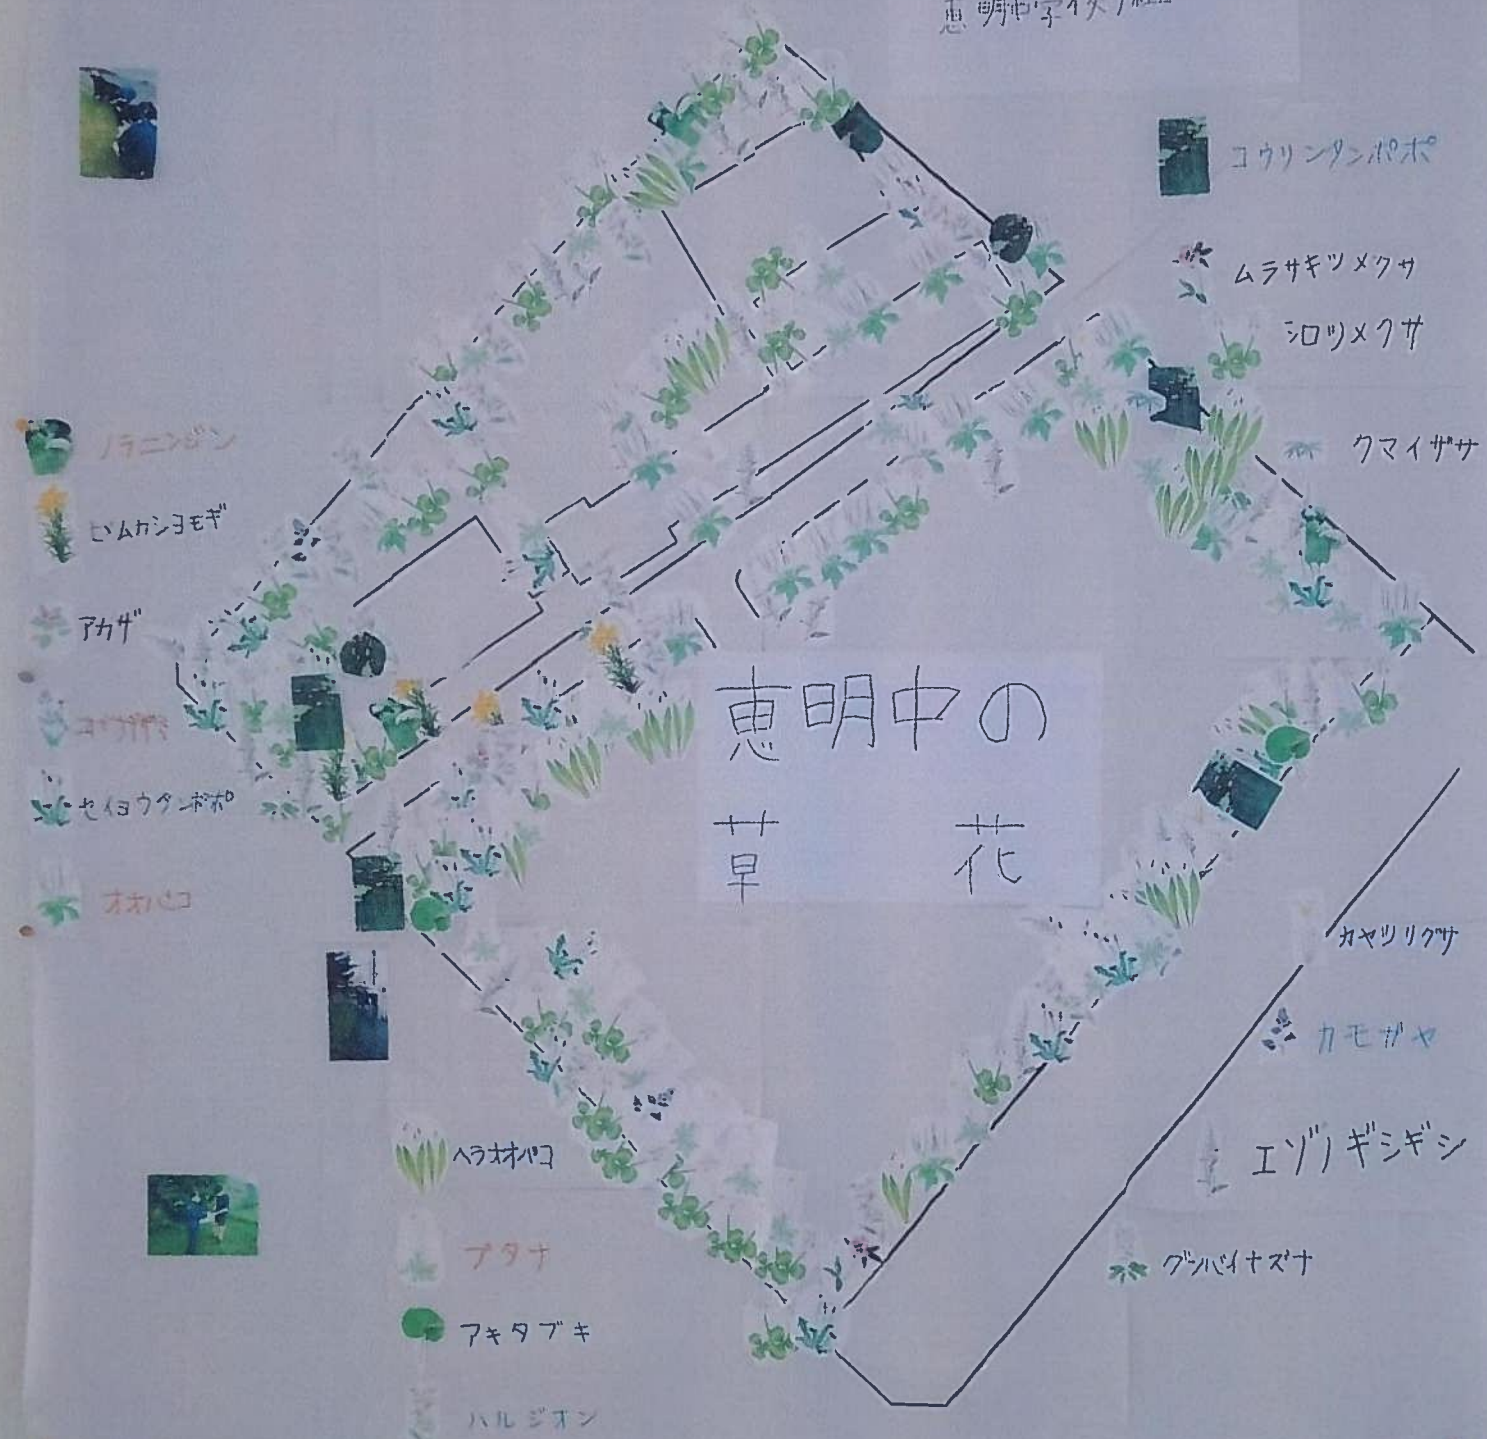 恵明中学校
コウリンタンポポ
ムラサキツメクサ
シロツメクサ
クマイザサ
ノラニンジン
ヒメムカシヨモギ
アカザ
セイヨウタンポポ
オオバコ
恵明中の
草 花
カヤツリグサ
カモガヤ
エゾノギシギシ
グンバイナズナ
ヘラオオバコ
ブタナ
アキタブキ
ハルジオン